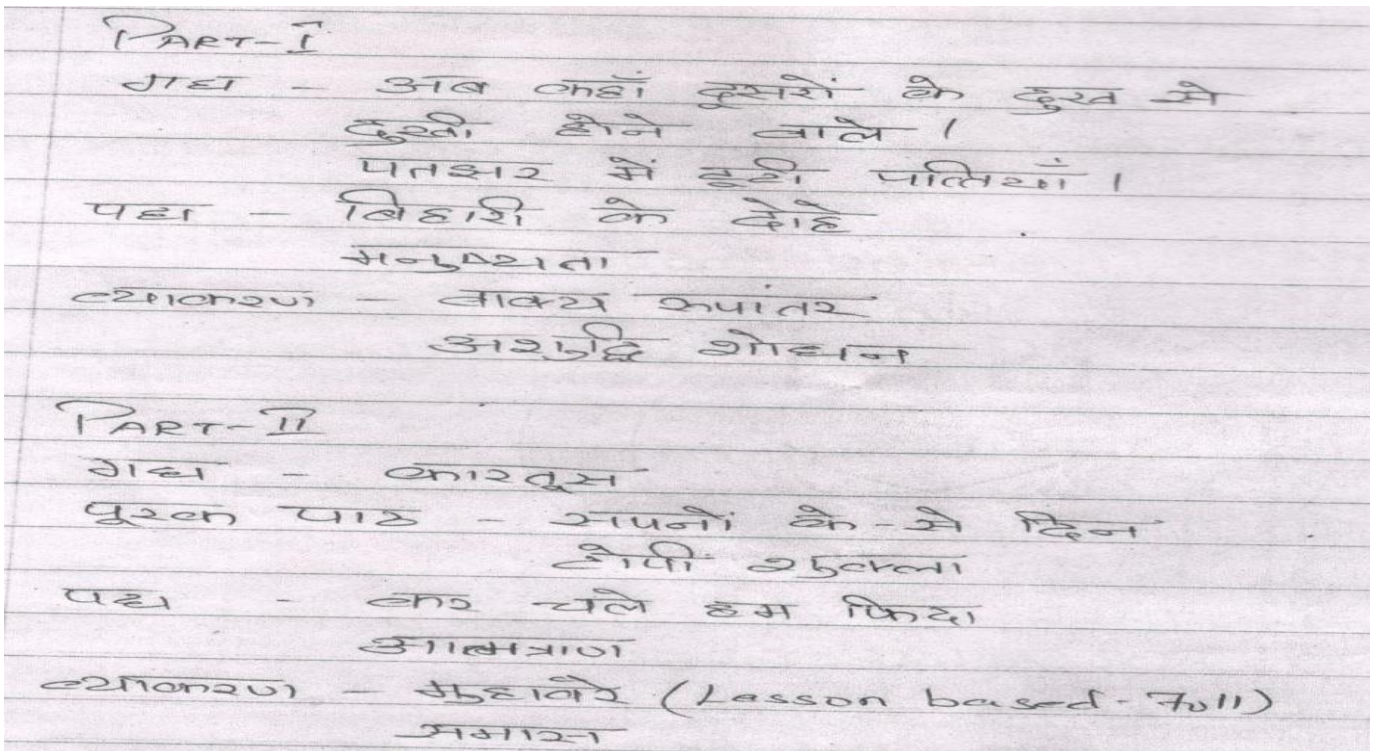 PART-I
गद्य - अब कहाँ दूसरों के दुख से
दुखी होने वाले।
पतझर में टूटी पत्तियाँ।
पद्य - बिहारी के दोहे
मनुष्यता
व्याकरण - वाक्य रूपांतर
अशुद्धि शोधन
PART-II
गद्य - कारतूस
पूरक पाठ - सपनों के-से दिन
टोपी शुक्ला
पद्य - कर चले हम फिदा
आत्मत्राण
व्याकरण - मुहावरे (Lesson based-Full)
समास